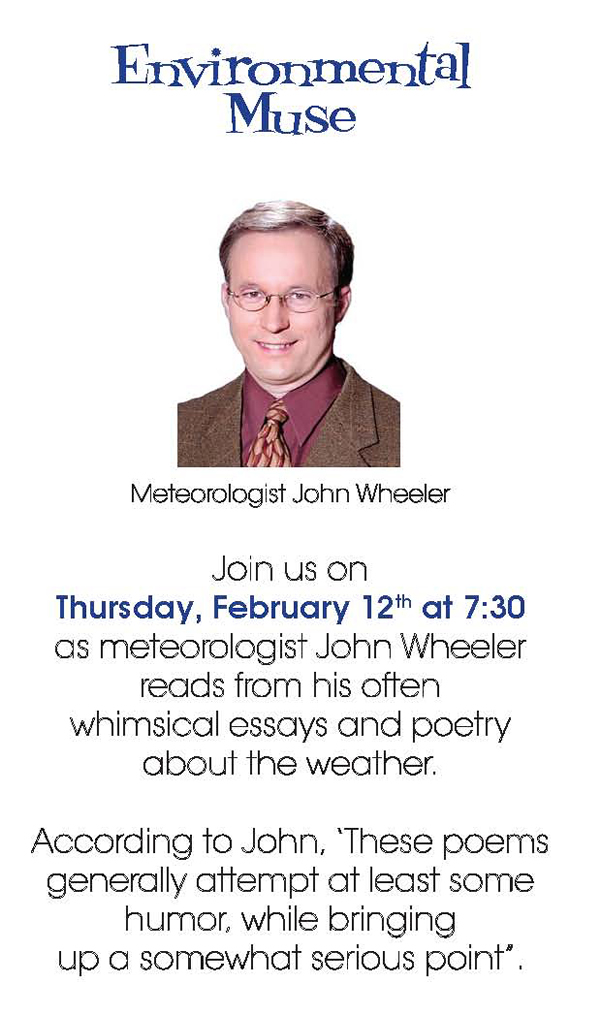 Environmental
Muse
Meteorologist John Wheeler
Join us on
Thursday, February 12th at 7:30
as meteorologist John Wheeler
reads from his often
whimsical essays and poetry
about the weather.
According to John, ‘These poems
generally attempt at least some
humor, while bringing
up a somewhat serious point”.